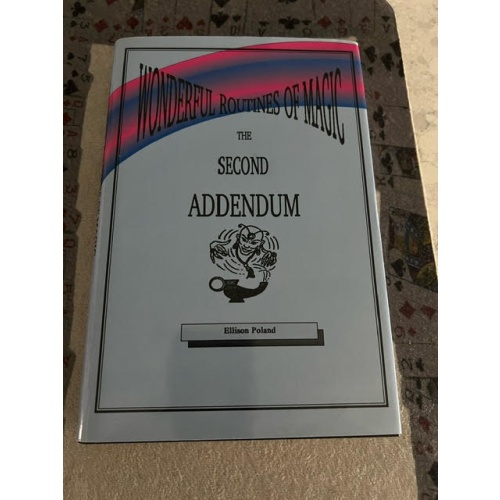 WONDERFUL ROUTINES OF MAGIC
THE
SECOND
ADDENDUM
Ellison Poland